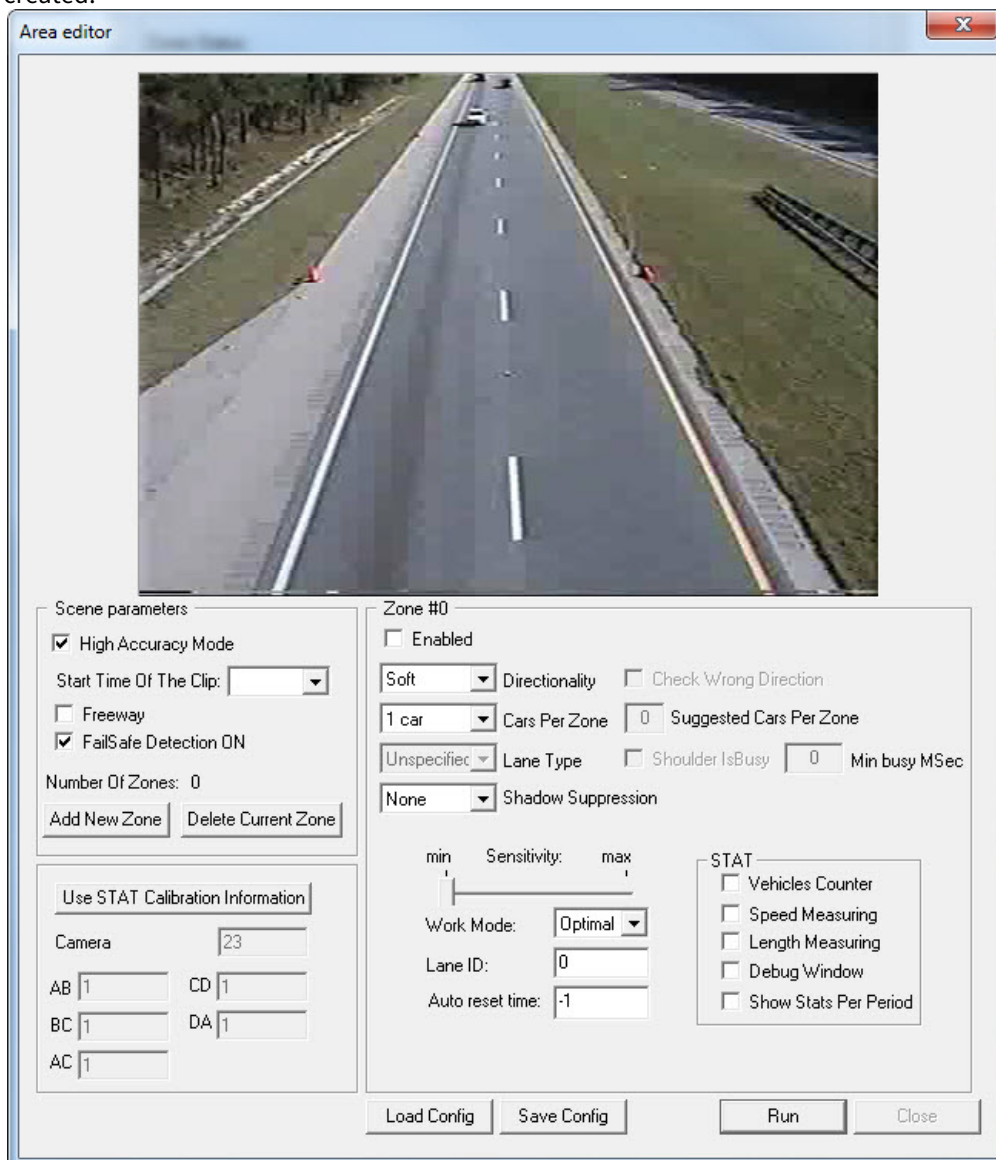 created.
Area editor
Scene parameters
High Accuracy Mode
Start Time Of The Clip:
Freeway
FailSafe Detection ON
Number Of Zones: 0
Add New Zone Delete Current Zone
Use STAT Calibration Information
Camera 23
AB 1 CD 1
BC 1 DA 1
AC 1
Zone #0
Enabled
Soft Directionality Check Wrong Direction
1 car Cars Per Zone 0 Suggested Cars Per Zone
Unspecifiec Lane Type Shoulder IsBusy 0 Min busy MSec
None Shadow Suppression
min Sensitivity: max
Work Mode: Optimal
Lane ID: 0
Auto reset time: -1
STAT
Vehicles Counter
Speed Measuring
Length Measuring
Debug Window
Show Stats Per Period
Load Config Save Config Run Close